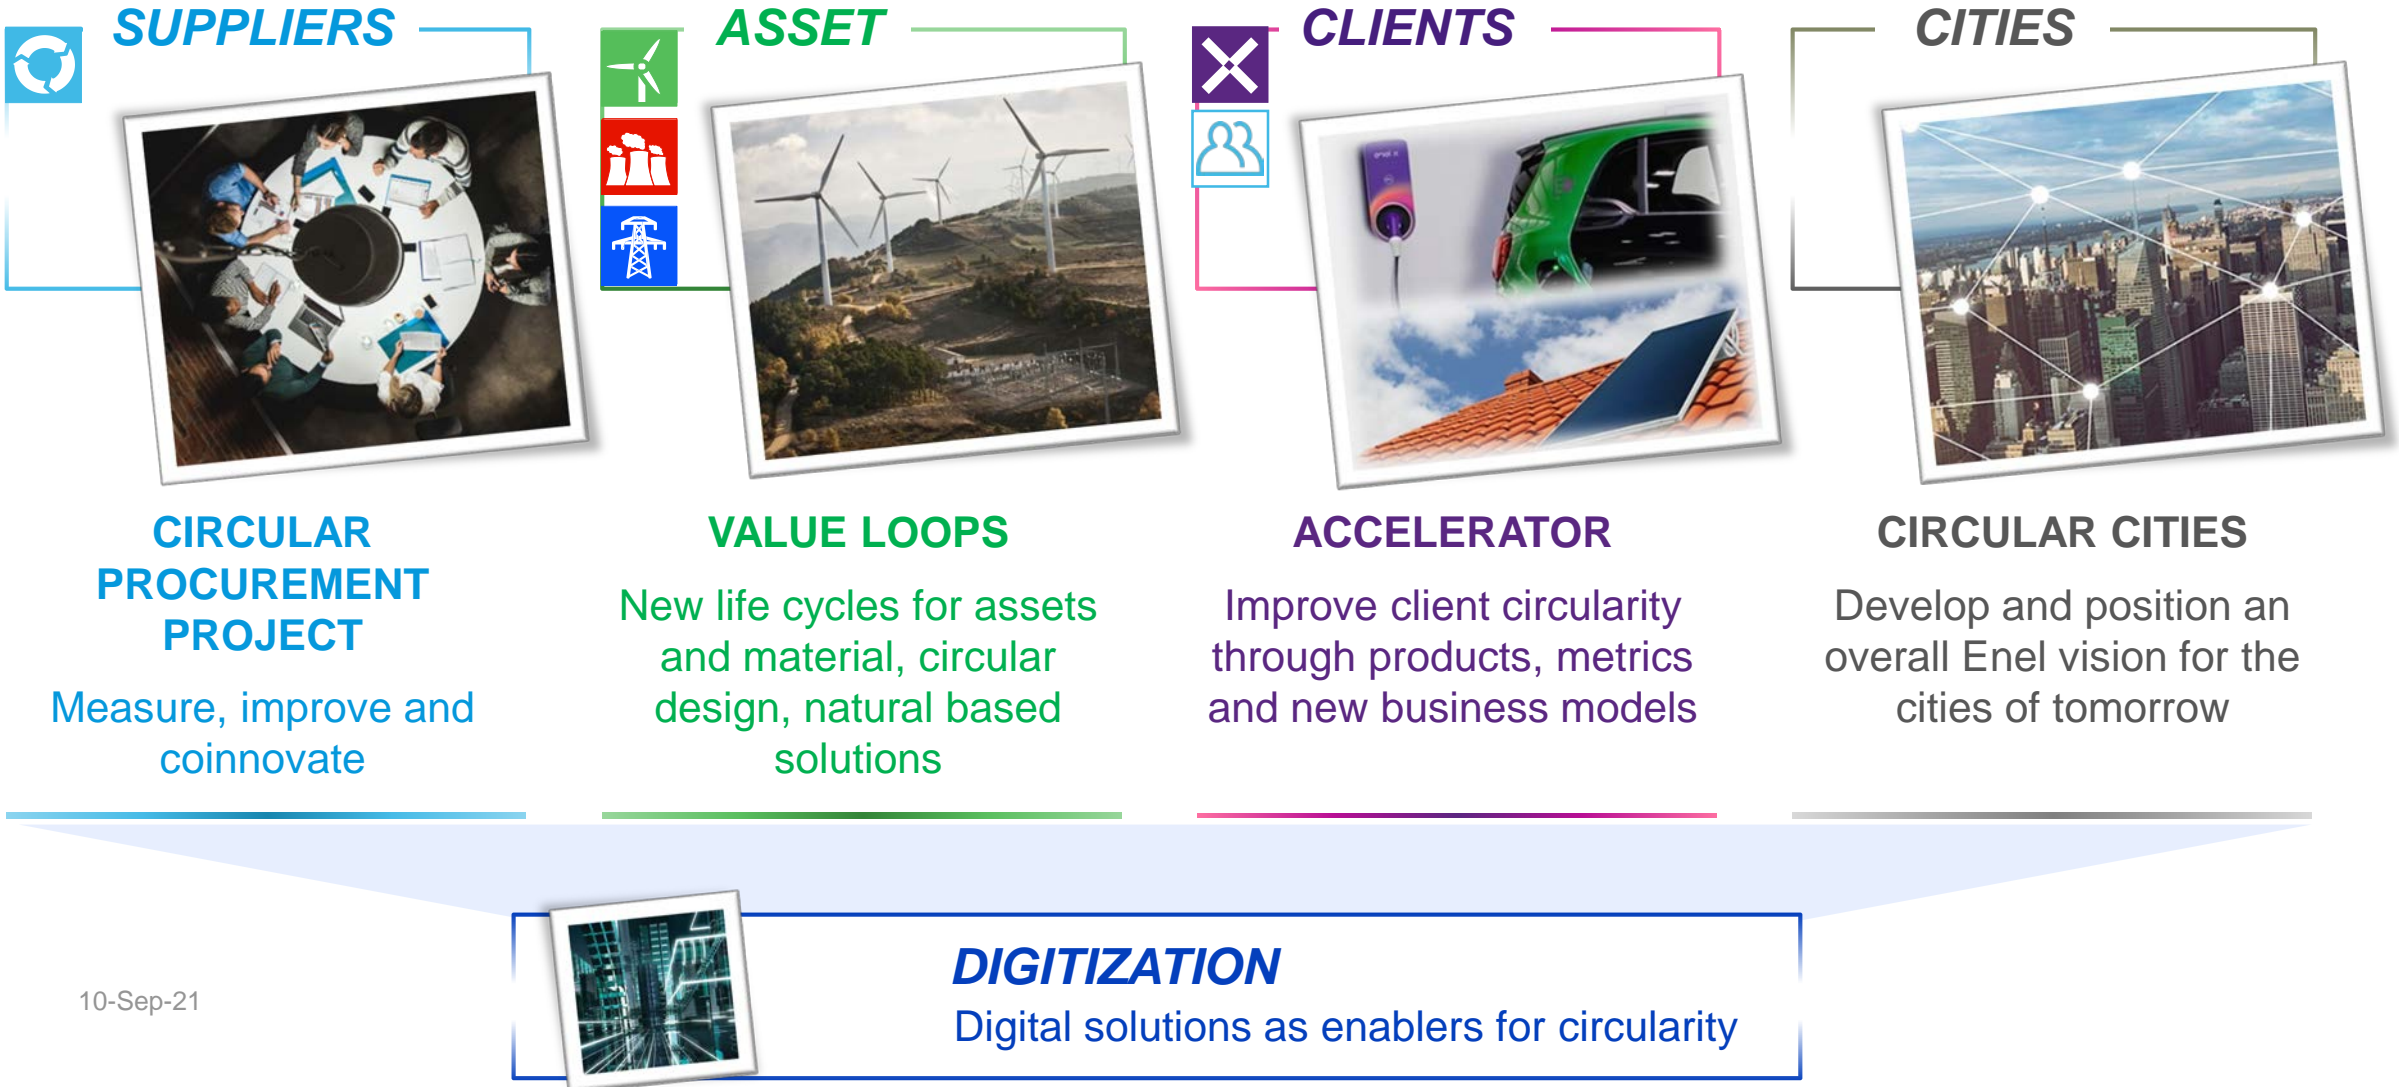 SUPPLIERS
ASSET
CLIENTS
CITIES
enel x
CIRCULAR
PROCUREMENT
PROJECT
Measure, improve and
coinnovate
VALUE LOOPS
New life cycles for assets
and material, circular
design, natural based
solutions
ACCELERATOR
Improve client circularity
through products, metrics
and new business models
CIRCULAR CITIES
Develop and position an
overall Enel vision for the
cities of tomorrow
DIGITIZATION
Digital solutions as enablers for circularity
10-Sep-21